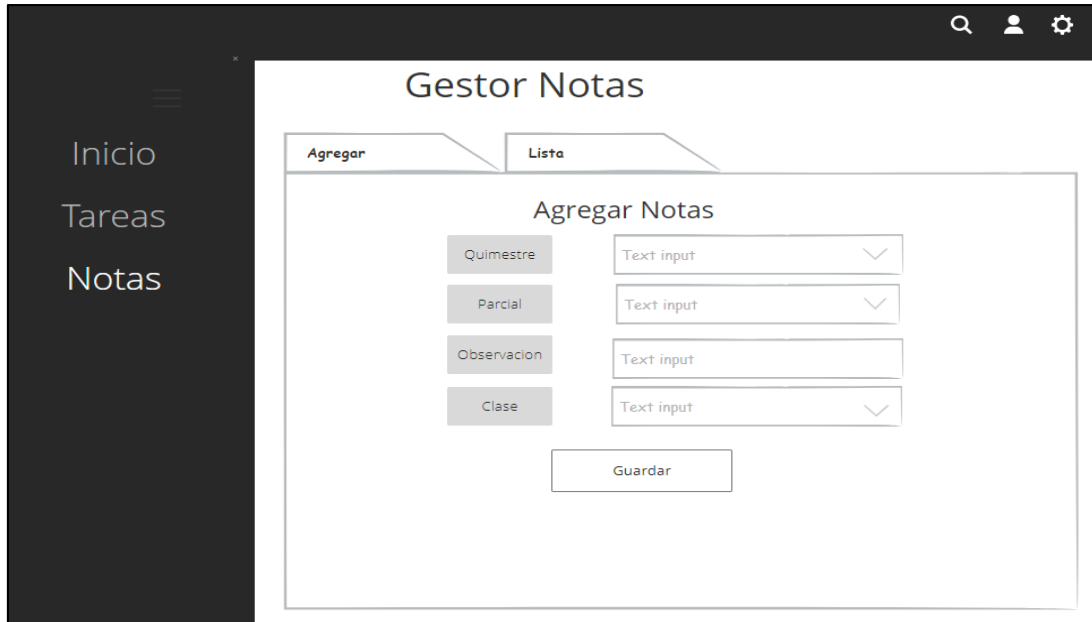 Gestor Notas
Inicio
Tareas
Notas
Agregar
Lista
Agregar Notas
Quimestre
Text input
Parcial
Text input
Observacion
Text input
Clase
Text input
Guardar